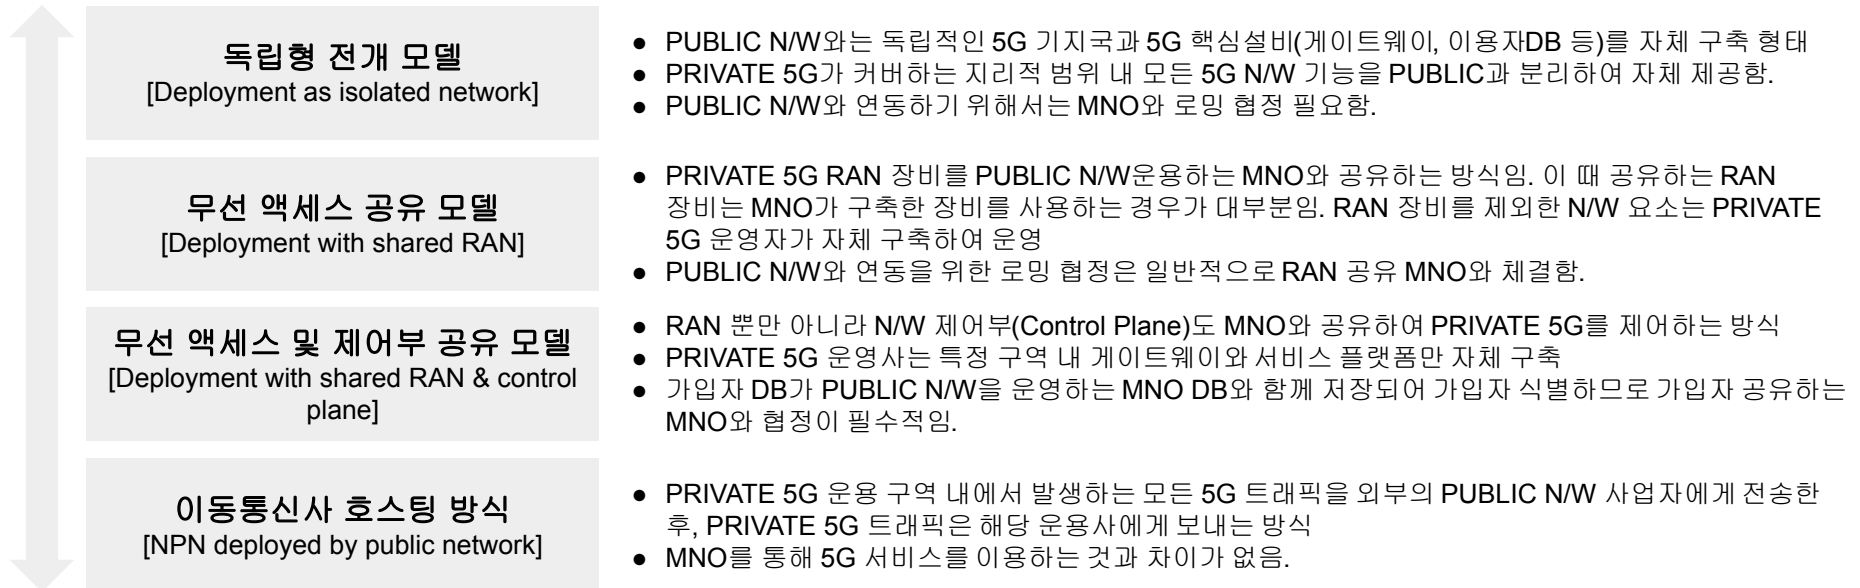 독립형 전개 모델
[Deployment as isolated network]
● PUBLIC N/W와는 독립적인 5G 기지국과 5G 핵심설비(게이트웨이, 이용자DB 등)를 자체 구축 형태
● PRIVATE 5G가 커버하는 지리적 범위 내 모든 5G N/W 기능을 PUBLIC과 분리하여 자체 제공함.
● PUBLIC N/W와 연동하기 위해서는 MNO와 로밍 협정 필요함.
무선 액세스 공유 모델
[Deployment with shared RAN]
● PRIVATE 5G RAN 장비를 PUBLIC N/W운용하는 MNO와 공유하는 방식임. 이 때 공유하는 RAN
장비는 MNO가 구축한 장비를 사용하는 경우가 대부분임. RAN 장비를 제외한 N/W 요소는 PRIVATE
5G 운영자가 자체 구축하여 운영
● PUBLIC N/W와 연동을 위한 로밍 협정은 일반적으로 RAN 공유 MNO와 체결함.
무선 액세스 및 제어부 공유 모델
[Deployment with shared RAN & control
plane]
● RAN 뿐만 아니라 N/W 제어부(Control Plane)도 MNO와 공유하여 PRIVATE 5G를 제어하는 방식
● PRIVATE 5G 운영사는 특정 구역 내 게이트웨이와 서비스 플랫폼만 자체 구축
● 가입자 DB가 PUBLIC N/W을 운영하는 MNO DB와 함께 저장되어 가입자 식별하므로 가입자 공유하는
MNO와 협정이 필수적임.
이동통신사 호스팅 방식
[NPN deployed by public network]
● PRIVATE 5G 운용 구역 내에서 발생하는 모든 5G 트래픽을 외부의 PUBLIC N/W 사업자에게 전송한
후, PRIVATE 5G 트래픽은 해당 운용사에게 보내는 방식
● MNO를 통해 5G 서비스를 이용하는 것과 차이가 없음.